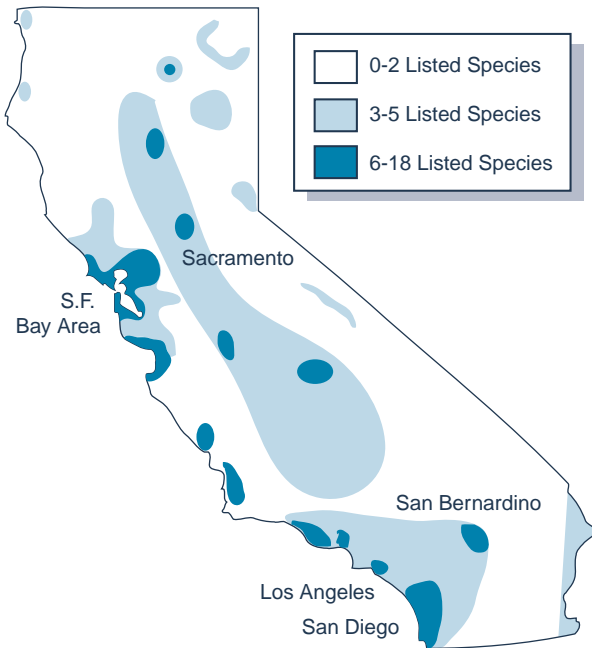 0-2 Listed Species
3-5 Listed Species
6-18 Listed Species
Sacramento
S.F.
Bay Area
San Bernardino
Los Angeles
San Diego